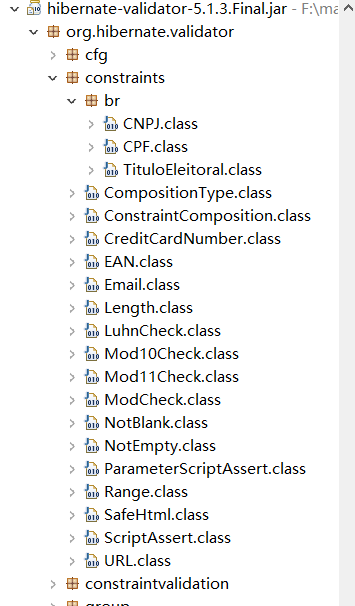 hibernate-validator-5.1.3.Final.jar - F:\ma
org.hibernate.validator
cfg
constraints
br
CNPJ.class
CPF.class
TituloEleitoral.class
CompositionType.class
ConstraintComposition.class
CreditCardNumber.class
EAN.class
Email.class
Length.class
LuhnCheck.class
Mod10Check.class
Mod11Check.class
ModCheck.class
NotBlank.class
NotEmpty.class
ParameterScriptAssert.class
Range.class
SafeHtml.class
ScriptAssert.class
URL.class
constraintvalidation
group